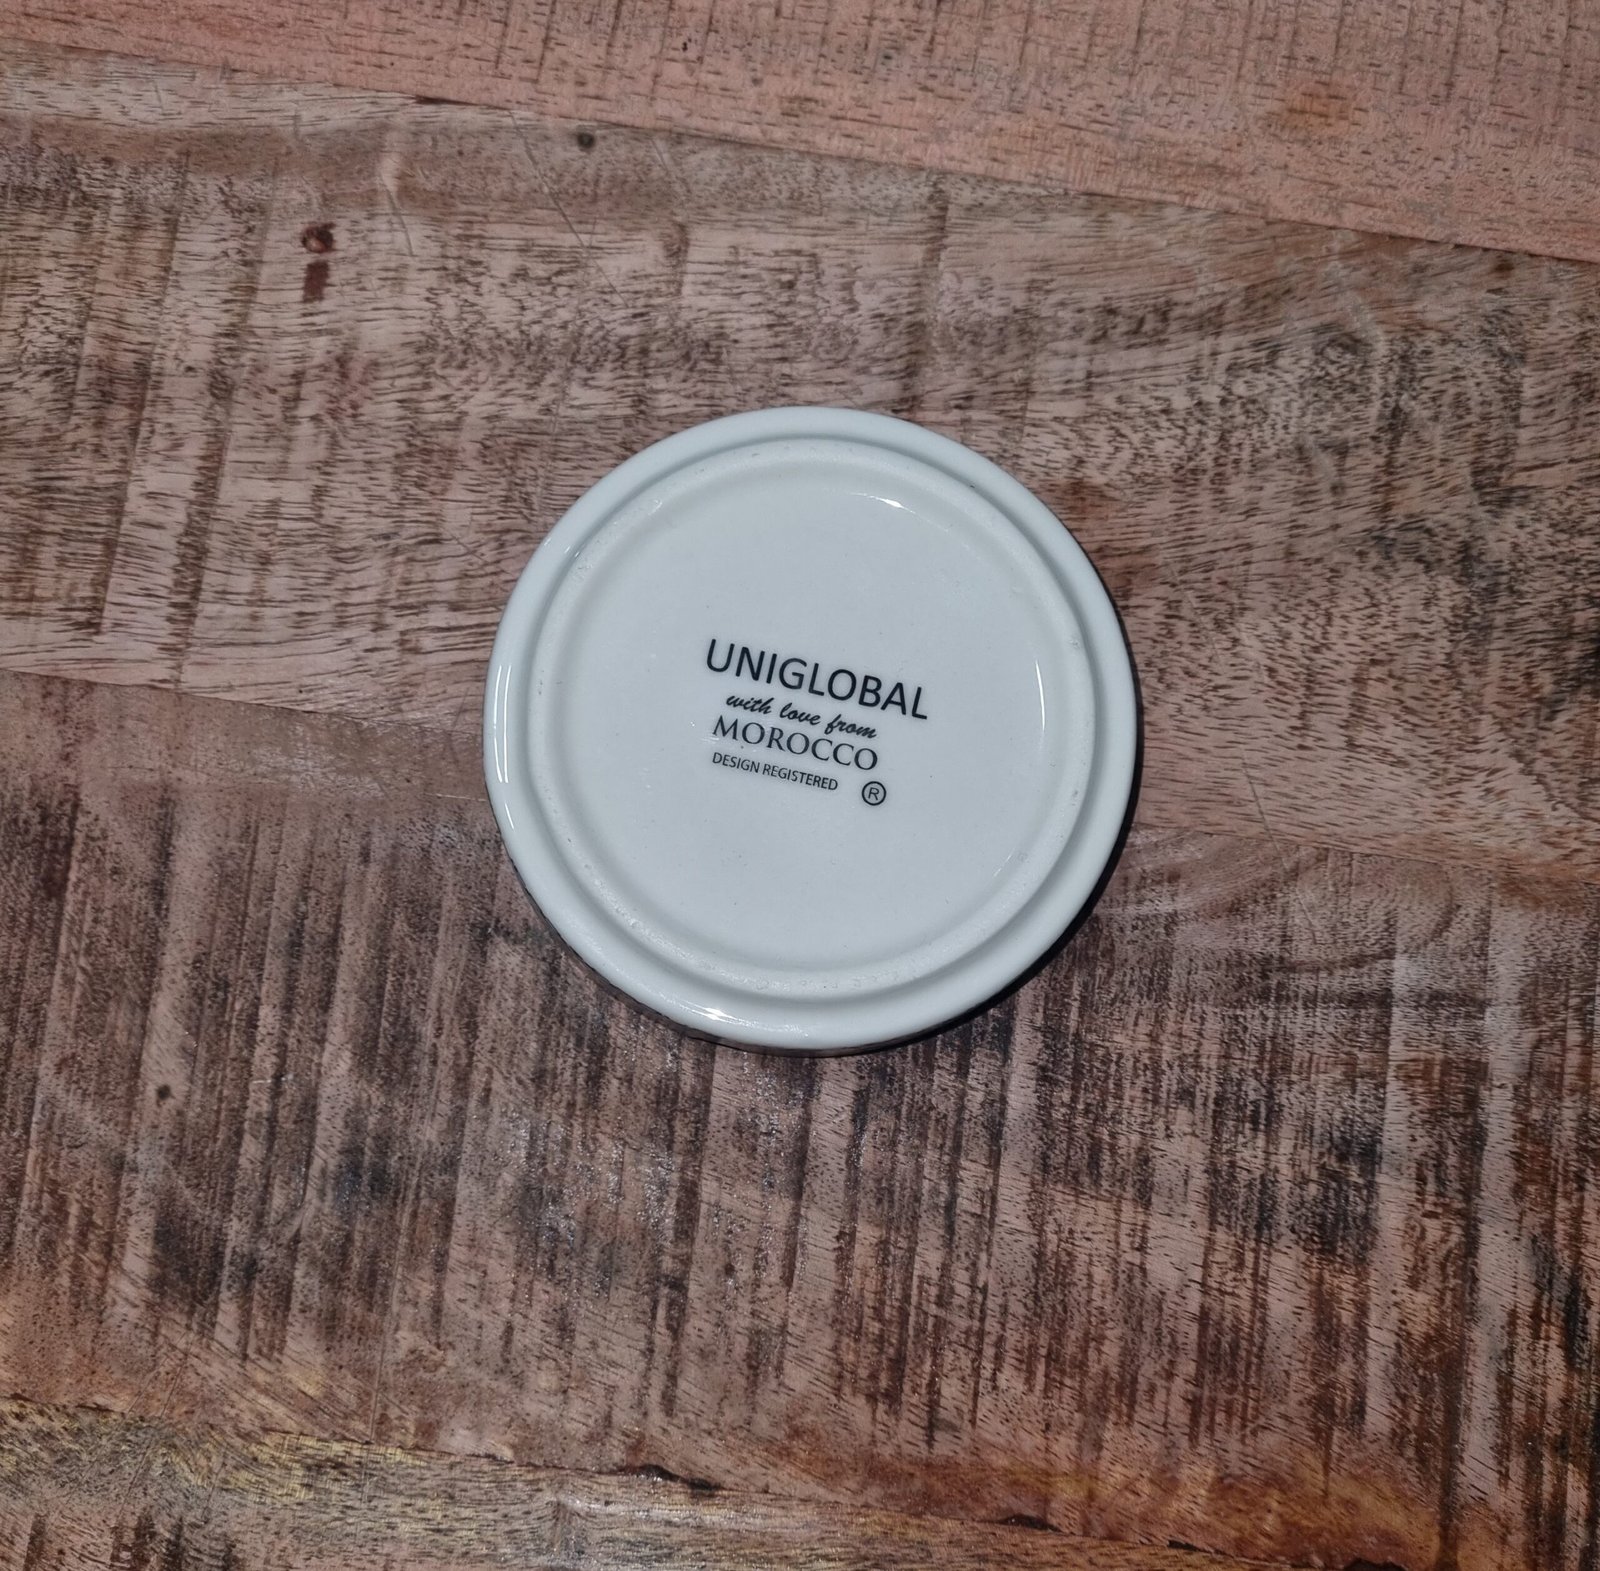 UNIGLOBAL
with love from
MOROCCO
DESIGN REGISTERED ®